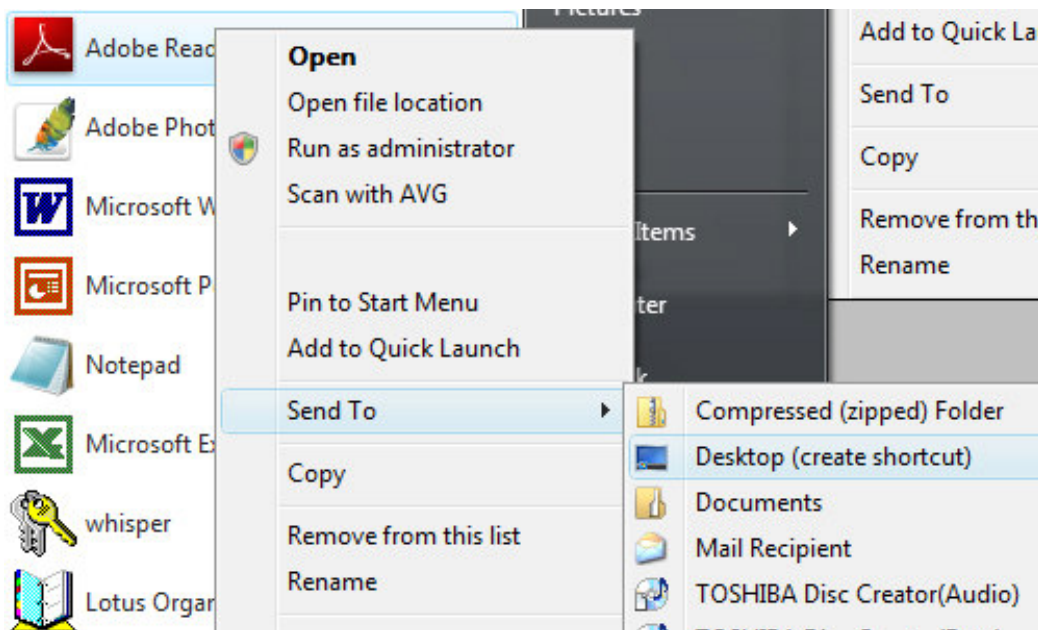 Adobe Read
Adobe Phot
Microsoft W
Microsoft P
Notepad
Microsoft Ex
whisper
Lotus Organ
Open
Open file location
Run as administrator
Scan with AVG
Pin to Start Menu
Add to Quick Launch
Send To
Copy
Remove from this list
Rename
Pictures
Items
ter
k
Compressed (zipped) Folder
Desktop (create shortcut)
Documents
Mail Recipient
TOSHIBA Disc Creator(Audio)
Add to Quick La
Send To
Copy
Remove from th
Rename